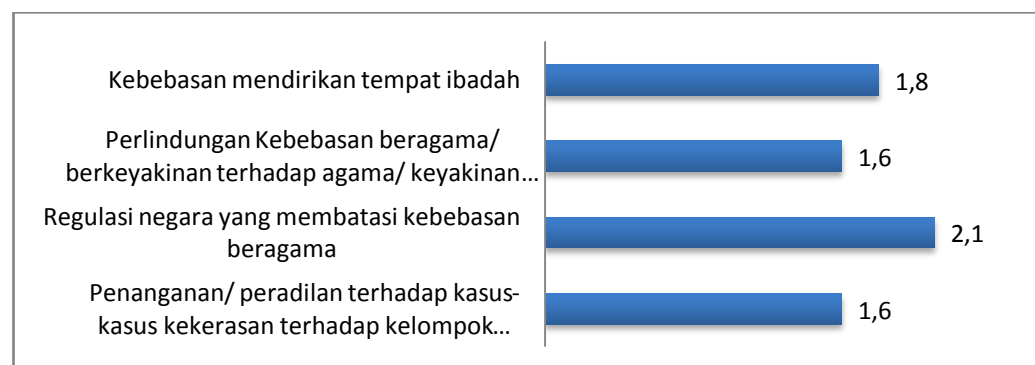 Kebebasan mendirikan tempat ibadah
1,8
Perlindungan Kebebasan beragama/
berkeyakinan terhadap agama/ keyakinan...
1,6
Regulasi negara yang membatasi kebebasan
beragama
2,1
Penanganan/ peradilan terhadap kasus-
kasus kekerasan terhadap kelompok...
1,6